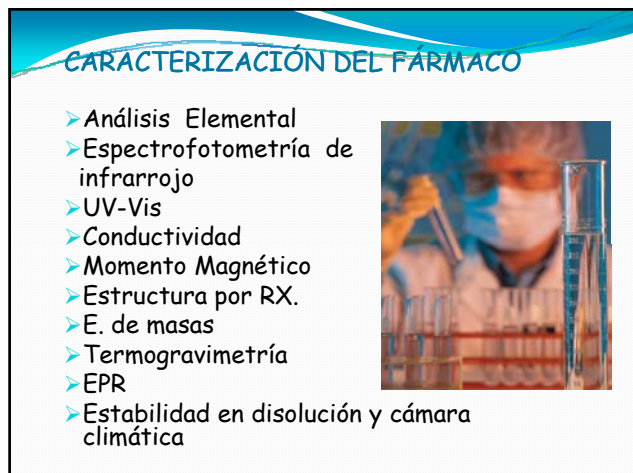 CARACTERIZACIÓN DEL FÁRMACO
Análisis Elemental
Espectrofotometría de
infrarrojo
UV-Vis
Conductividad
Momento Magnético
Estructura por RX.
E. de masas
Termogravimetría
EPR
Estabilidad en disolución y cámara
climática